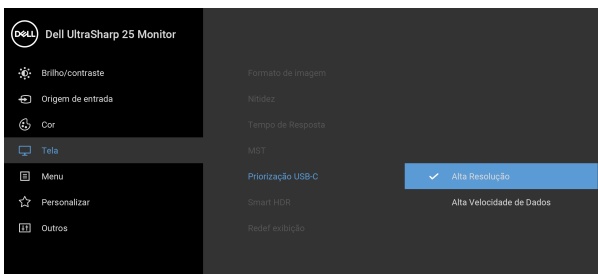 DELL Dell UltraSharp 25 Monitor
Brilho/contraste
Formato de imagem
Origem de entrada
Nitidez
Cor
Tempo de Resposta
Tela
MST
Menu
Priorização USB-C
Alta Resolução
Personalizar
Smart HDR
Alta Velocidade de Dados
Outros
Redef exibição